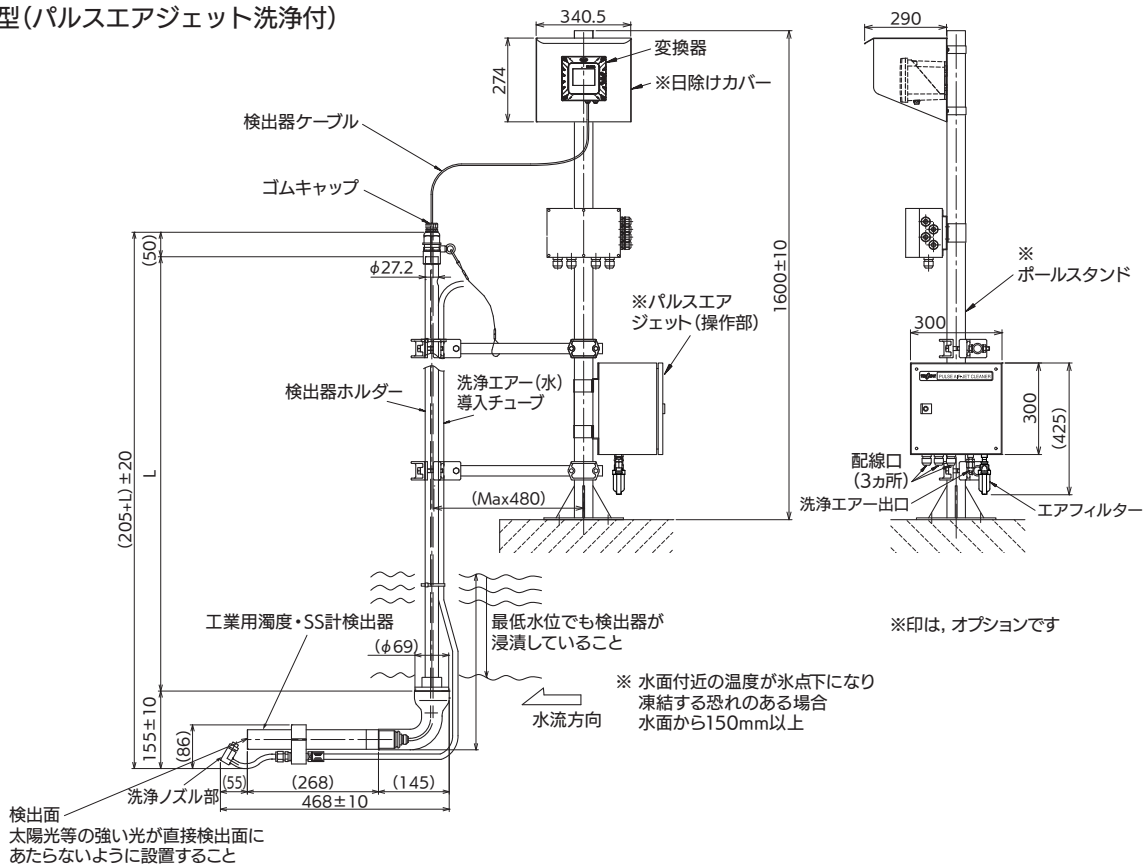 型(パルスエアジェット洗浄付)
340.5
290
変換器
274
※日除けカバー
検出器ケーブル
ゴムキャップ
(50)
φ27.2
1600±10
※
ポールスタンド
※パルスエア
ジェット(操作部)
300
PULSE AIR-JET CLEANER
検出器ホルダー
洗浄エアー(水)
導入チューブ
300
(425)
(205+L)±20
L
配線口
(3ヵ所)
(Max480)
洗浄エアー出口
エアフィルター
工業用濁度・SS計検出器
最低水位でも検出器が
浸漬していること
(φ69)
※印は,オプションです
※ 水面付近の温度が氷点下になり
凍結する恐れのある場合
水面から150mm以上
水流方向
155±10
(86)
(55)
(268)
(145)
洗浄ノズル部
468±10
検出面
太陽光等の強い光が直接検出面に
あたらないように設置すること